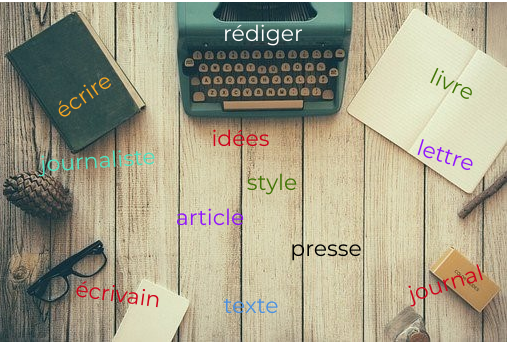 rédiger
livre
écrire
idées
lettre
journaliste
style
article
presse
journal
écrivain
texte